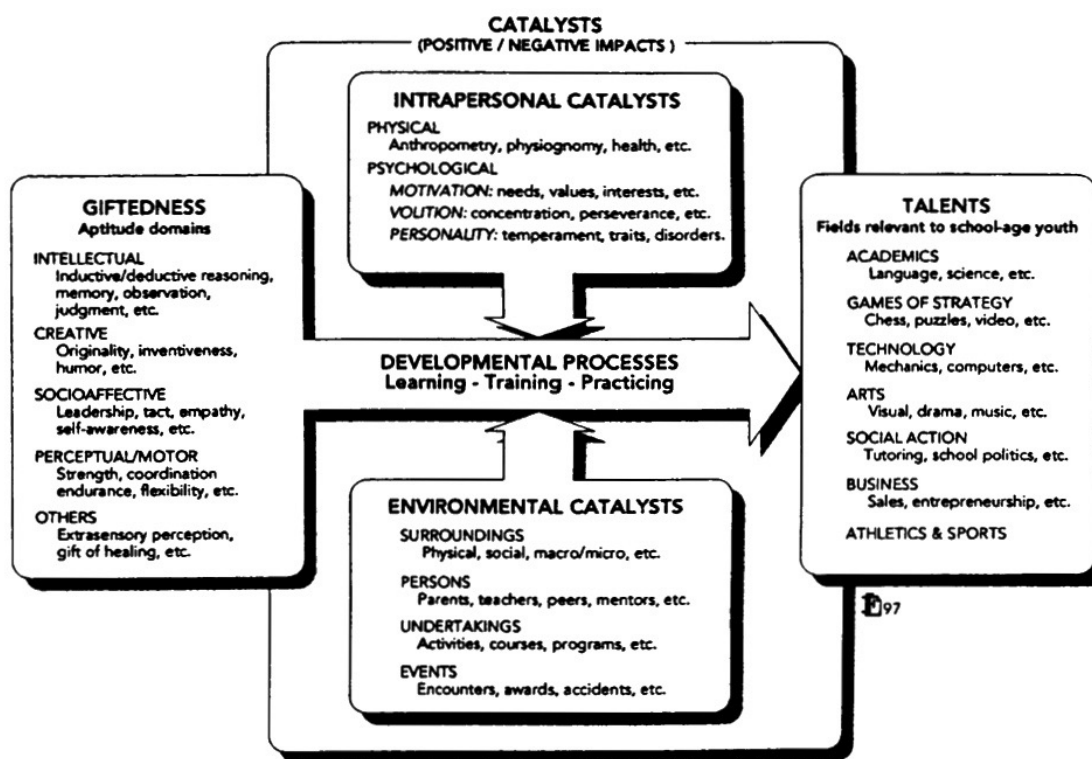 CATALYSTS
(POSITIVE / NEGATIVE IMPACTS )
INTRAPERSONAL CATALYSTS
PHYSICAL
Anthropometry, physiognomy, health, etc.
PSYCHOLOGICAL
MOTIVATION: needs, values, interests, etc.
VOLITION: concentration, perseverance, etc.
PERSONALITY: temperament, traits, disorders.
GIFTEDNESS
Aptitude domains
INTELLECTUAL
Inductive/deductive reasoning,
memory, observation,
judgment, etc.
CREATIVE
Originality, inventiveness,
humor, etc.
SOCIOAFFECTIVE
Leadership, tact, empathy,
self-awareness, etc.
PERCEPTUAL/MOTOR
Strength, coordination
endurance, flexibility, etc.
OTHERS
Extrasensory perception,
gift of healing, etc.
DEVELOPMENTAL PROCESSES
Learning - Training - Practicing
ENVIRONMENTAL CATALYSTS
SURROUNDINGS
Physical, social, macro/micro, etc.
PERSONS
Parents, teachers, peers, mentors, etc.
UNDERTAKINGS
Activities, courses, programs, etc.
EVENTS
Encounters, awards, accidents, etc.
TALENTS
Fields relevant to school-age youth
ACADEMICS
Language, science, etc.
GAMES OF STRATEGY
Chess, puzzles, video, etc.
TECHNOLOGY
Mechanics, computers, etc.
ARTS
Visual, drama, music, etc.
SOCIAL ACTION
Tutoring, school politics, etc.
BUSINESS
Sales, entrepreneurship, etc.
ATHLETICS & SPORTS
97